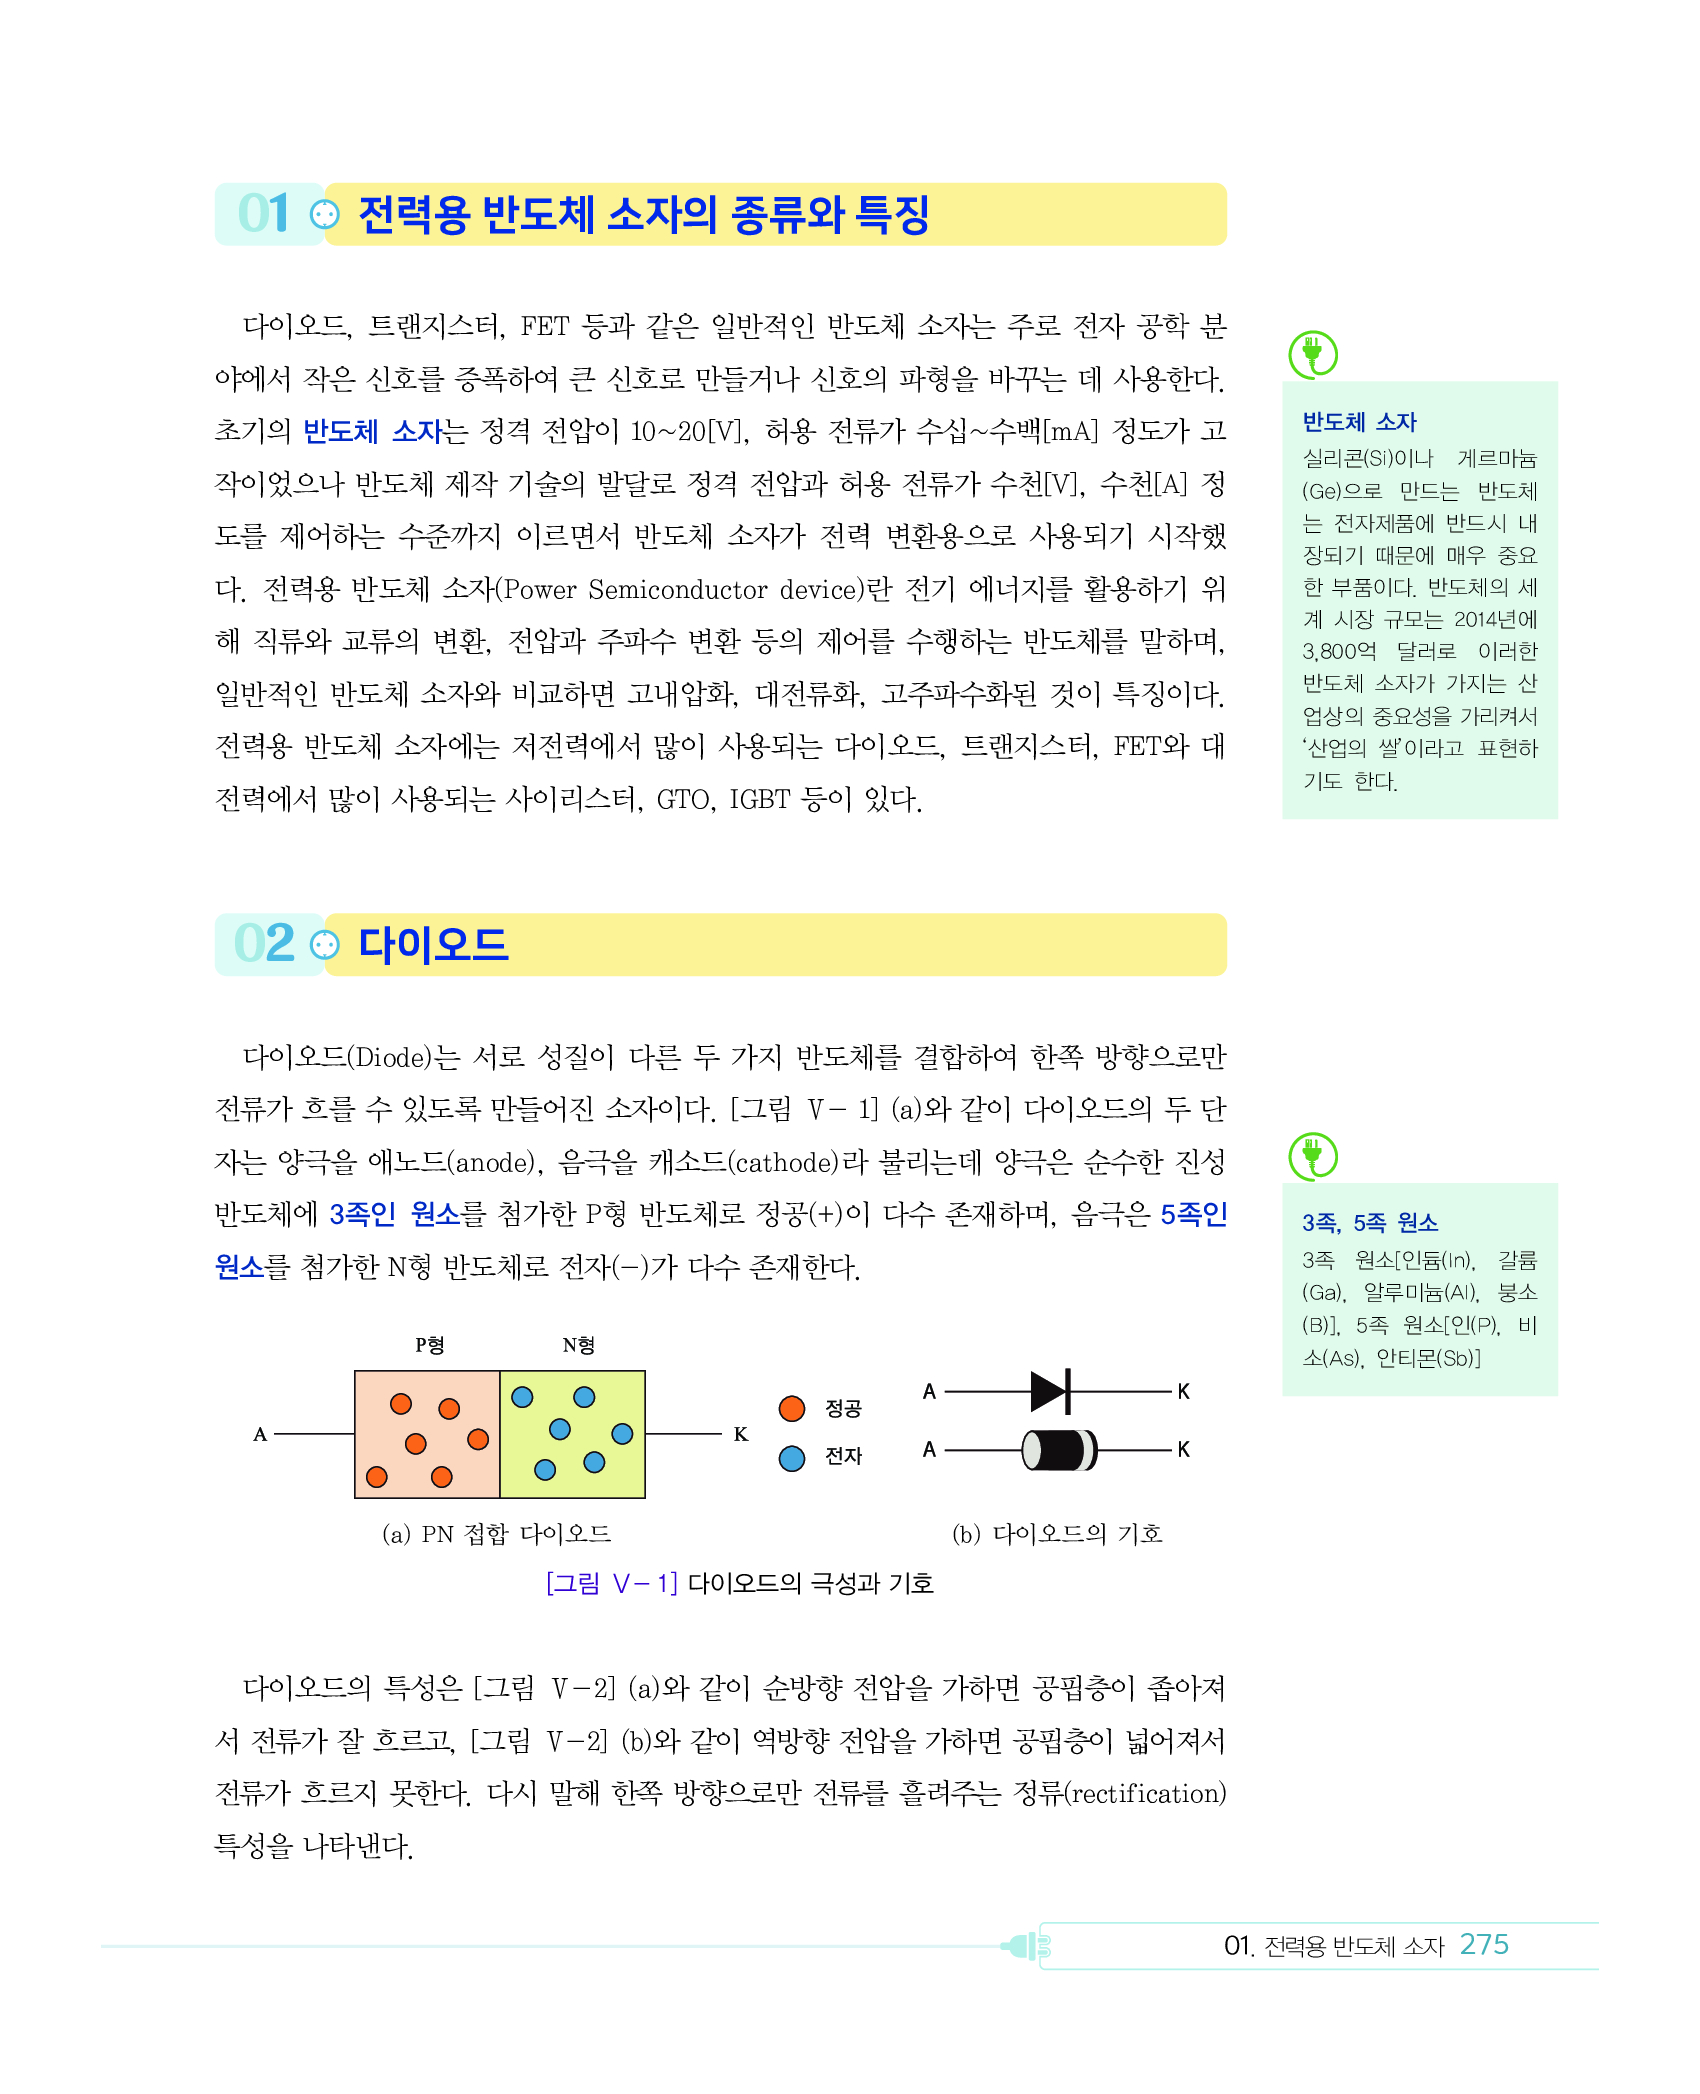 01 전력용 반도체 소자의 종류와 특징
다이오드, 트랜지스터, FET 등과 같은 일반적인 반도체 소자는 주로 전자 공학 분
야에서 작은 신호를 증폭하여 큰 신호로 만들거나 신호의 파형을 바꾸는 데 사용한다.
초기의 반도체 소자는 정격 전압이 10~20[V], 허용 전류가 수십~수백[mA] 정도가 고
작이었으나 반도체 제작 기술의 발달로 정격 전압과 허용 전류가 수천[V], 수천[A] 정
도를 제어하는 수준까지 이르면서 반도체 소자가 전력 변환용으로 사용되기 시작했
다. 전력용 반도체 소자(Power Semiconductor device)란 전기 에너지를 활용하기 위
해 직류와 교류의 변환, 전압과 주파수 변환 등의 제어를 수행하는 반도체를 말하며,
일반적인 반도체 소자와 비교하면 고내압화, 대전류화, 고주파수화된 것이 특징이다.
전력용 반도체 소자에는 저전력에서 많이 사용되는 다이오드, 트랜지스터, FET와 대
전력에서 많이 사용되는 사이리스터, GTO, IGBT 등이 있다.
반도체 소자
실리콘(Si)이나 게르마늄
(Ge)으로 만드는 반도체
는 전자제품에 반드시 내
장되기 때문에 매우 중요
한 부품이다. 반도체의 세
계 시장 규모는 2014년에
3,800억 달러로 이러한
반도체 소자가 가지는 산
업상의 중요성을 가리켜서
‘산업의 쌀’이라고 표현하
기도 한다.
02 다이오드
다이오드(Diode)는 서로 성질이 다른 두 가지 반도체를 결합하여 한쪽 방향으로만
전류가 흐를 수 있도록 만들어진 소자이다. [그림 Ⅴ- 1] (a)와 같이 다이오드의 두 단
자는 양극을 애노드(anode), 음극을 캐소드(cathode)라 불리는데 양극은 순수한 진성
반도체에 3족인 원소를 첨가한 P형 반도체로 정공(+)이 다수 존재하며, 음극은 5족인
원소를 첨가한 N형 반도체로 전자(-)가 다수 존재한다.
3족, 5족 원소
3족 원소[인듐(In), 갈륨
(Ga), 알루미늄(Al), 붕소
(B)], 5족 원소[인(P), 비
소(As), 안티몬(Sb)]
P형 N형
A K
정공
전자
A K
A K
(a) PN 접합 다이오드
(b) 다이오드의 기호
[그림 Ⅴ- 1] 다이오드의 극성과 기호
다이오드의 특성은 [그림 Ⅴ-2] (a)와 같이 순방향 전압을 가하면 공핍층이 좁아져
서 전류가 잘 흐르고, [그림 Ⅴ-2] (b)와 같이 역방향 전압을 가하면 공핍층이 넓어져서
전류가 흐르지 못한다. 다시 말해 한쪽 방향으로만 전류를 흘려주는 정류(rectification)
특성을 나타낸다.
01. 전력용 반도체 소자 275